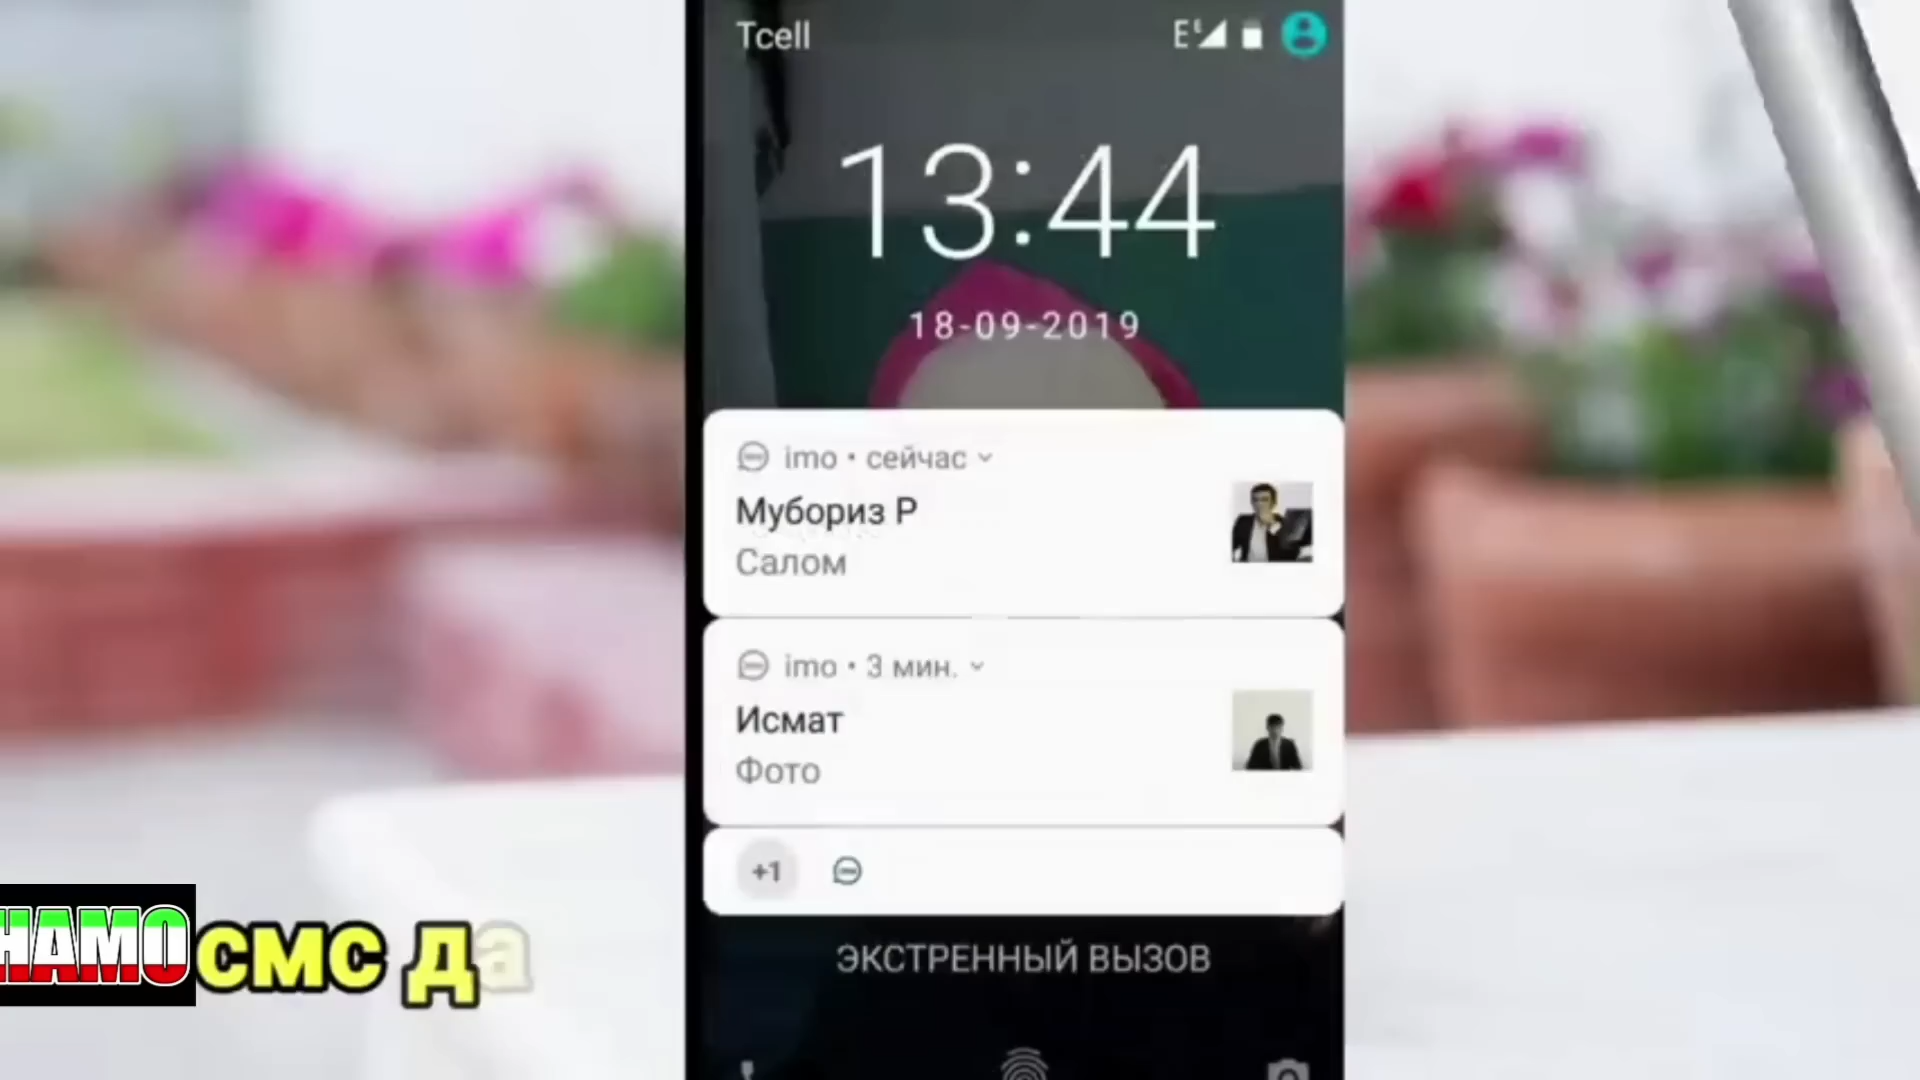 Tcell
E
13:44
18-09-2019
imo • сейчас
Мубориз Р
Салом
imo • 3 мин.
Исмат
Фото
+1
ЭКСТРЕННЫЙ ВЫЗОВ
НАМО смс да